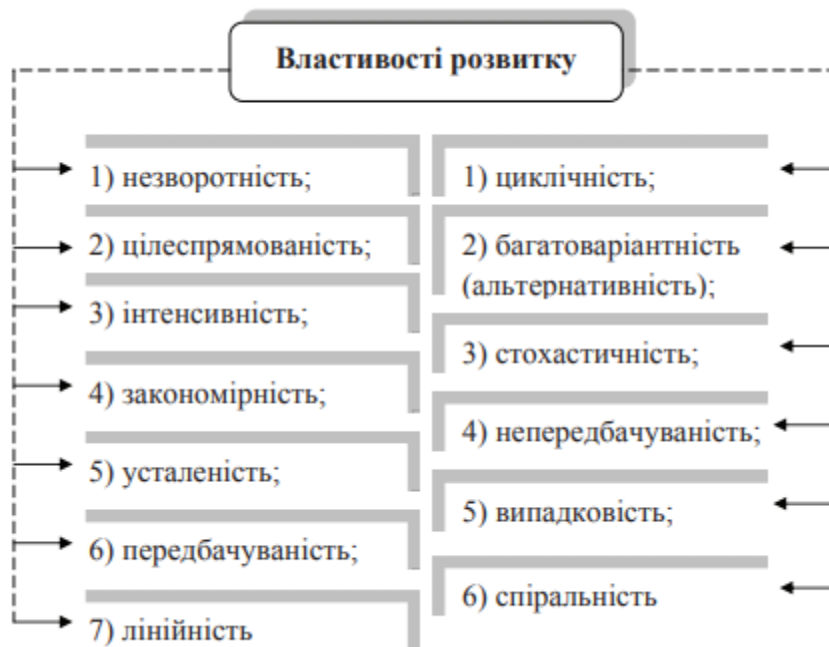 Властивості розвитку
1) незворотність;
2) цілеспрямованість;
3) інтенсивність;
4) закономірність;
5) усталеність;
6) передбачуваність;
7) лінійність
1) циклічність;
2) багатоваріантність
(альтернативність);
3) стохастичність;
4) непередбачуваність;
5) випадковість;
6) спіральність